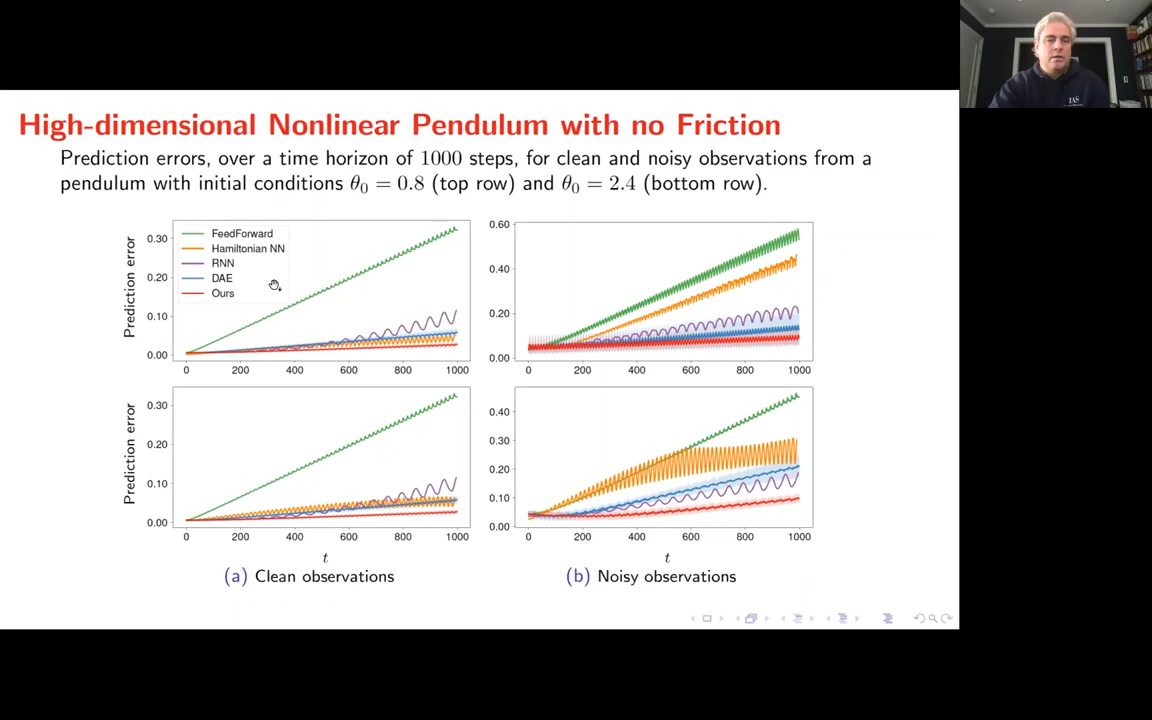 IAS
High-dimensional Nonlinear Pendulum with no Friction
Prediction errors, over a time horizon of 1000 steps, for clean and noisy observations from a
pendulum with initial conditions θ₀ = 0.8 (top row) and θ₀ = 2.4 (bottom row).
Prediction error
0.30
0.20
0.10
0.00
FeedForward
Hamiltonian NN
RNN
DAE
Ours
0 200 400 600 800 1000
0.60
0.40
0.20
0.00
0 200 400 600 800 1000
Prediction error
0.30
0.20
0.10
0.00
0 200 400 600 800 1000
t
0.40
0.30
0.20
0.10
0.00
0 200 400 600 800 1000
t
(a) Clean observations
(b) Noisy observations